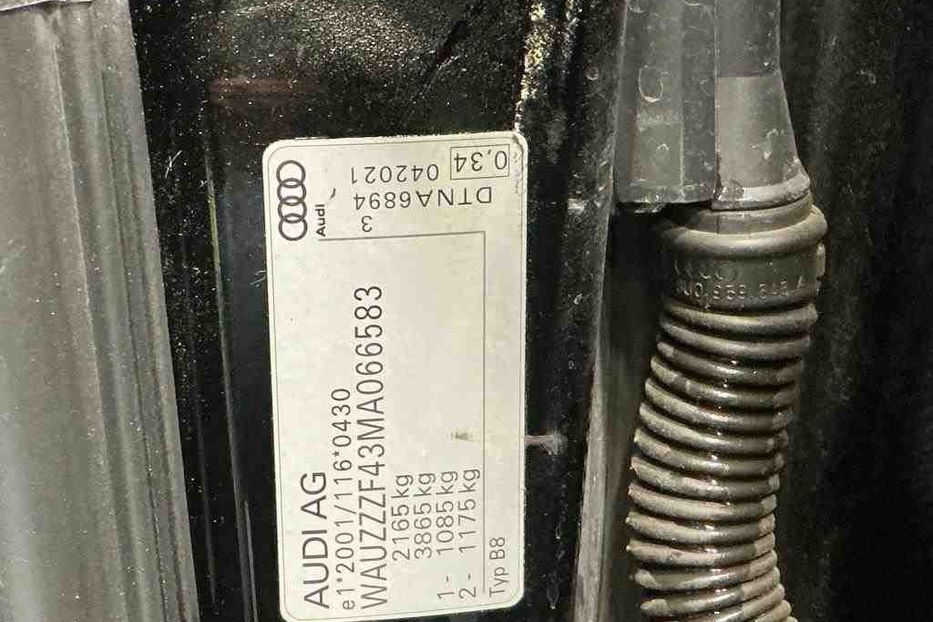 AUDI AG
e1*2001/116*0430
WAUZZZF43MA066583
2165kg
3865kg
1- 1085kg
2- 1175kg
Typ B8
Audi
3
DTNA6894
042021
0,34